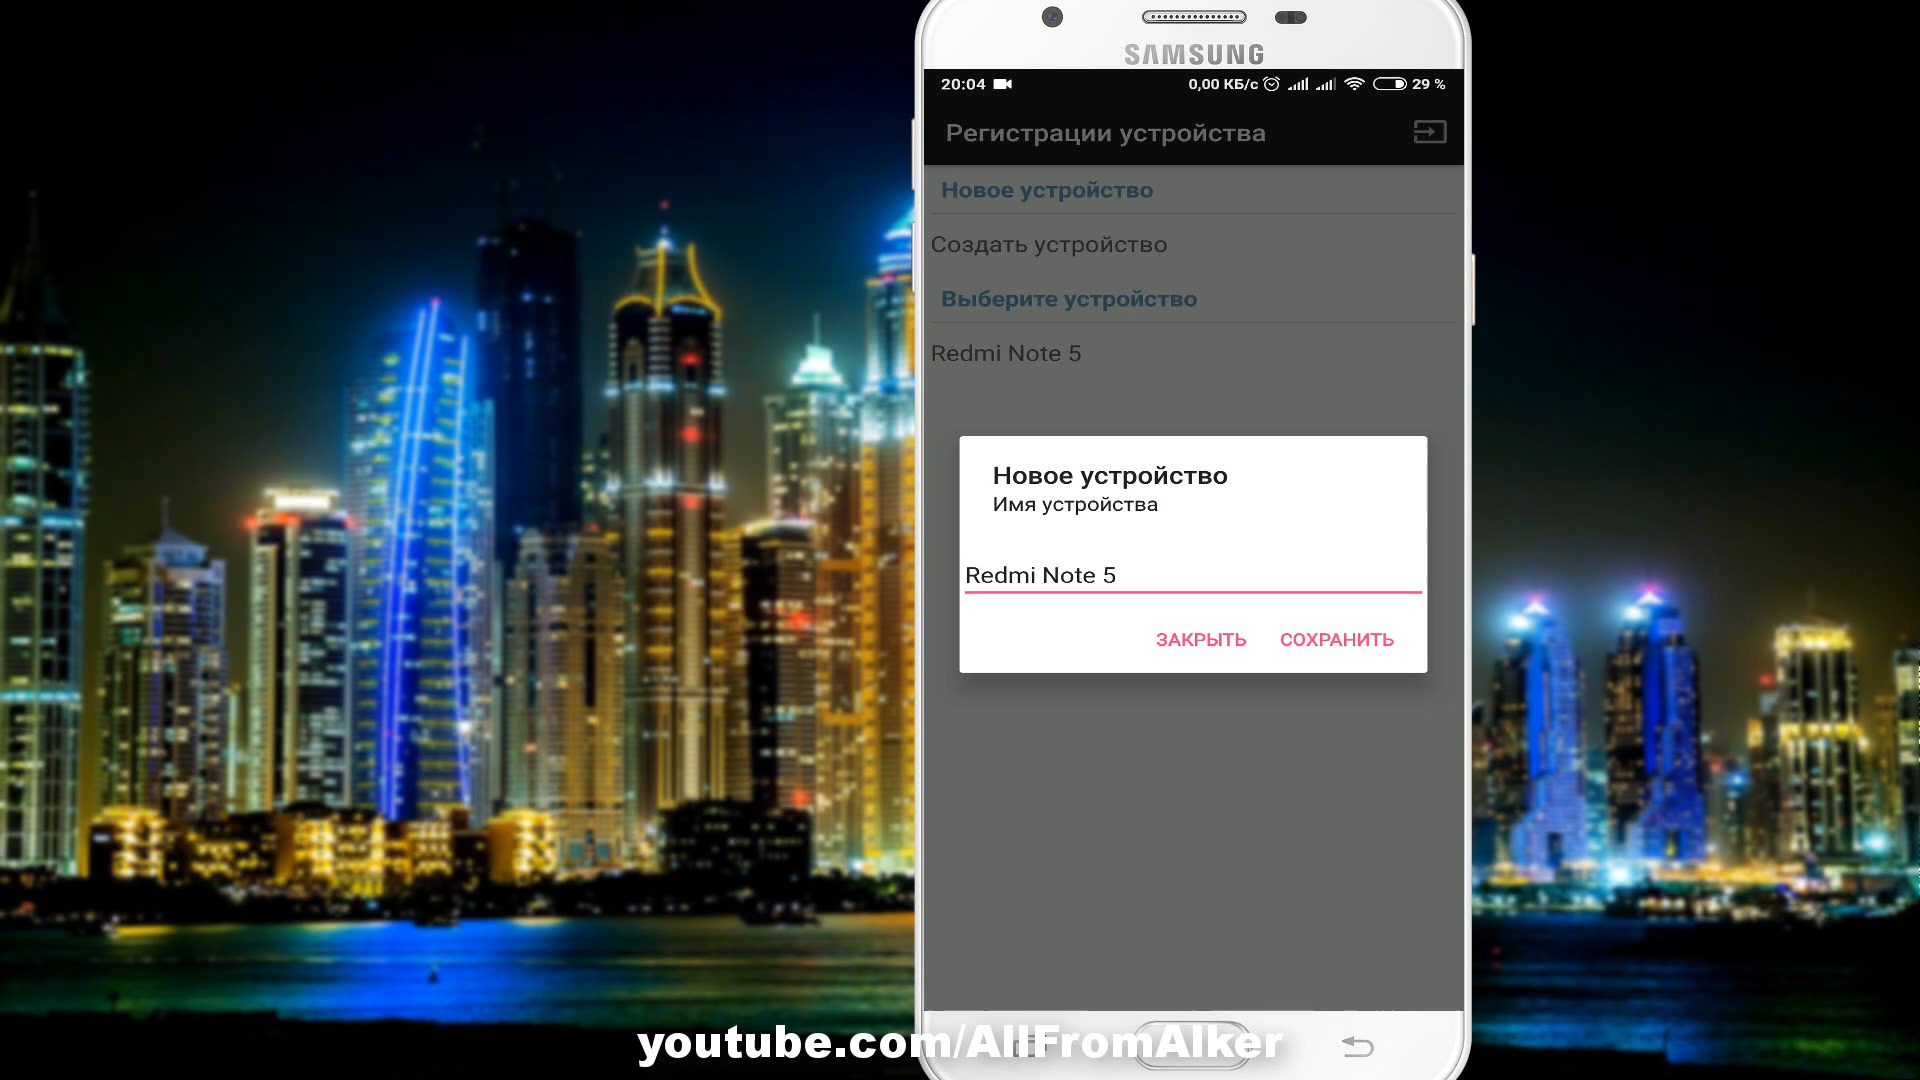 SAMSUNG
20:04 0,00 КБ/с 29 %
Регистрации устройства
Новое устройство
Создать устройство
Выберите устройство
Redmi Note 5
Новое устройство
Имя устройства
Redmi Note 5
ЗАКРЫТЬ СОХРАНИТЬ
youtube.com/AllFromAlker